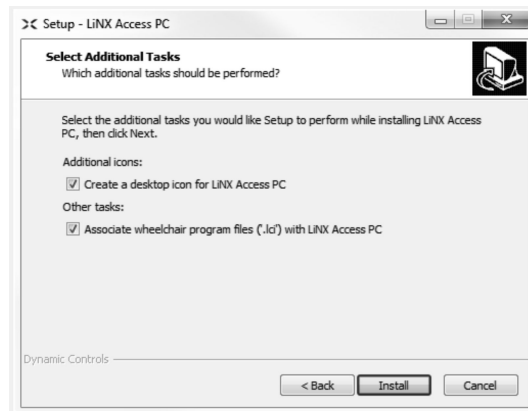 Setup - LiNX Access PC
Select Additional Tasks
Which additional tasks should be performed?
Select the additional tasks you would like Setup to perform while installing LiNX Access
PC, then click Next.
Additional icons:
Create a desktop icon for LiNX Access PC
Other tasks:
Associate wheelchair program files ('.lci') with LiNX Access PC
Dynamic Controls
< Back Install Cancel